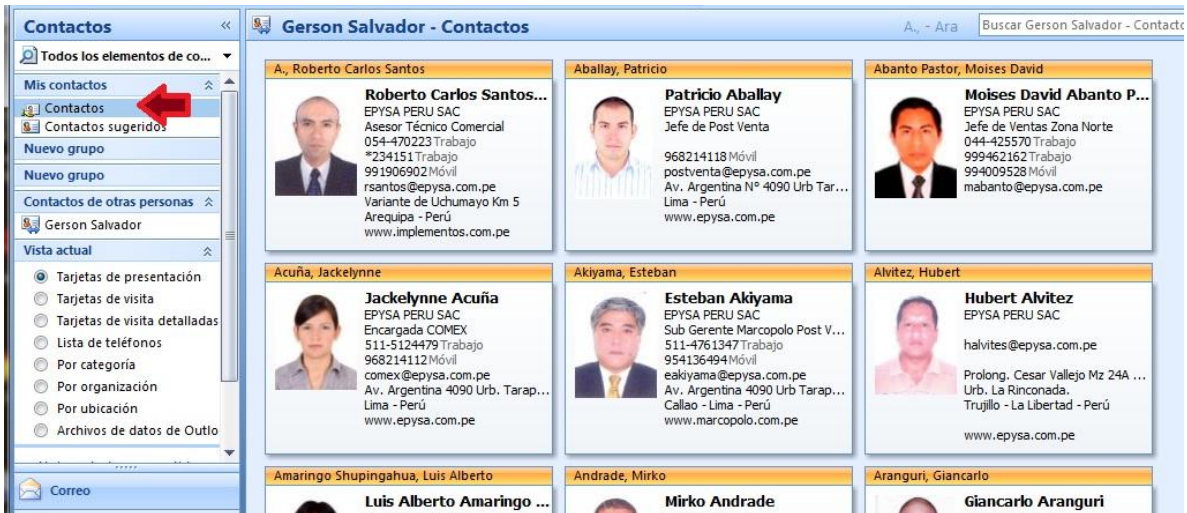 Contactos «
Todos los elementos de co...
Mis contactos
Contactos
Contactos sugeridos
Nuevo grupo
Nuevo grupo
Contactos de otras personas
Gerson Salvador
Vista actual
Tarjetas de presentación
Tarjetas de visita
Tarjetas de visita detalladas
Lista de teléfonos
Por categoría
Por organización
Por ubicación
Archivos de datos de Outlo
Correo
Gerson Salvador - Contactos
A., - Ara
Buscar Gerson Salvador - Contacto
A., Roberto Carlos Santos
Roberto Carlos Santos...
EPYSA PERU SAC
Asesor Técnico Comercial
054-470223 Trabajo
*234151 Trabajo
991906902 Móvil
rsantos@epysa.com.pe
Variante de Uchumayo Km 5
Arequipa - Perú
www.implementos.com.pe
Aballay, Patricio
Patricio Aballay
EPYSA PERU SAC
Jefe de Post Venta
968214118 Móvil
postventa@epysa.com.pe
Av. Argentina N° 4090 Urb Tar...
Lima - Perú
www.epysa.com.pe
Abanto Pastor, Moises David
Moises David Abanto P...
EPYSA PERU SAC
Jefe de Ventas Zona Norte
044-425570 Trabajo
999462162 Trabajo
994009528 Móvil
mabanto@epysa.com.pe
Acuña, Jackelynne
Jackelynne Acuña
EPYSA PERU SAC
Encargada COMEX
511-5124479 Trabajo
968214112 Móvil
comex@epysa.com.pe
Av. Argentina 4090 Urb. Tarap...
Lima - Perú
www.epysa.com.pe
Akiyama, Esteban
Esteban Akiyama
EPYSA PERU SAC
Sub Gerente Marcopolo Post V...
511-4761347 Trabajo
954136494 Móvil
eakiyama@epysa.com.pe
Av. Argentina 4090 Urb Tarap...
Callao - Lima - Perú
www.marcopolo.com.pe
Alvitez, Hubert
Hubert Alvitez
EPYSA PERU SAC
halvites@epysa.com.pe
Prolong. Cesar Vallejo Mz 24A ...
Urb. La Rinconada.
Trujillo - La Libertad - Perú
www.epysa.com.pe
Amaringo Shupingahua, Luis Alberto
Luis Alberto Amaringo ...
Andrade, Mirko
Mirko Andrade
Aranguri, Giancarlo
Giancarlo Aranguri